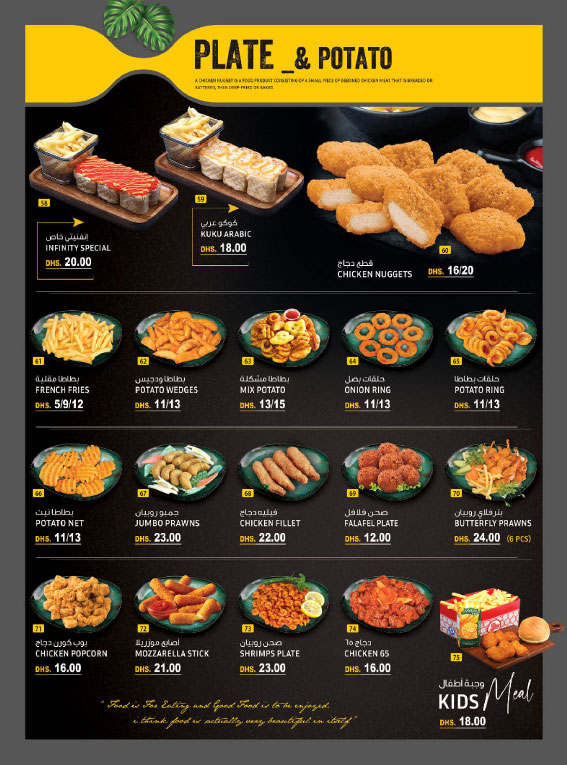 PLATE _& POTATO
A CHICKEN NUGGET IS A FOOD PRODUCT CONSISTING OF A SMALL PIECE OF DEBONED CHICKEN MEAT THAT IS BREADED OR
BATTERED, THEN DEEP-FRIED OR BAKED.
58
إنفنيتي خاص
INFINITY SPECIAL
DHS. 20.00
59
كوكو عربي
KUKU ARABIC
DHS. 18.00
60
قطع دجاج
CHICKEN NUGGETS
DHS. 16/20
61
بطاطا مقلية
FRENCH FRIES
DHS. 5/9/12
62
بطاطا ودجيس
POTATO WEDGES
DHS. 11/13
63
بطاطا مشكلة
MIX POTATO
DHS. 13/15
64
حلقات بصل
ONION RING
DHS. 11/13
65
حلقات بطاطا
POTATO RING
DHS. 11/13
66
بطاطا نيت
POTATO NET
DHS. 11/13
67
جمبو روبيان
JUMBO PRAWNS
DHS. 23.00
68
فيليه دجاج
CHICKEN FILLET
DHS. 22.00
69
صحن فلافل
FALAFEL PLATE
DHS. 12.00
70
بتر فلاي روبيان
BUTTERFLY PRAWNS
DHS. 24.00 (6 PCS)
71
بوب كورن دجاج
CHICKEN POPCORN
DHS. 16.00
72
أصابع موزريلا
MOZZARELLA STICK
DHS. 21.00
73
صحن روبيان
SHRIMPS PLATE
DHS. 23.00
74
دجاج ٦٥
CHICKEN 65
DHS. 16.00
75
وجبة أطفال
KIDS Meal
DHS. 18.00
" Food is For Eating and Good Food is to be enjoyed.
i think food is actually very beautiful in itself "